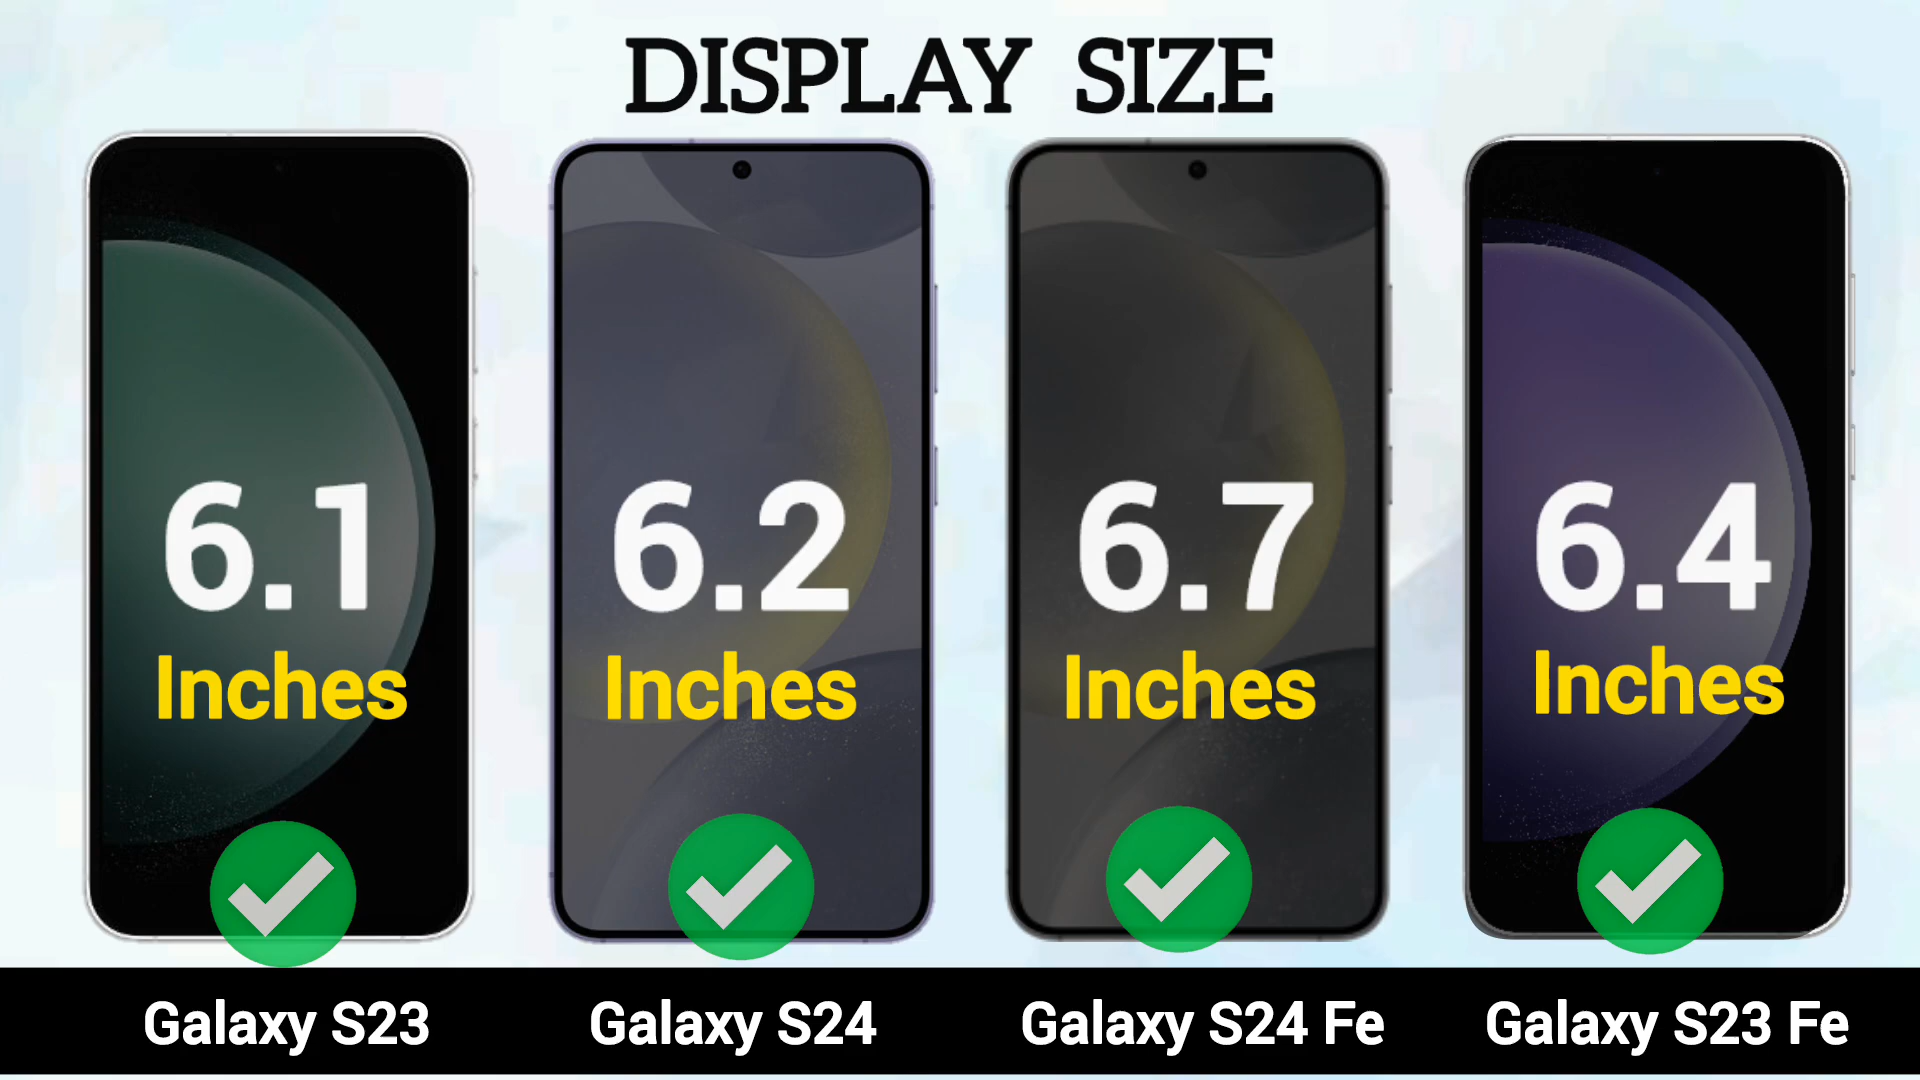 DISPLAY SIZE
6.1
Inches
6.2
Inches
6.7
Inches
6.4
Inches
Galaxy S23
Galaxy S24
Galaxy S24 Fe
Galaxy S23 Fe